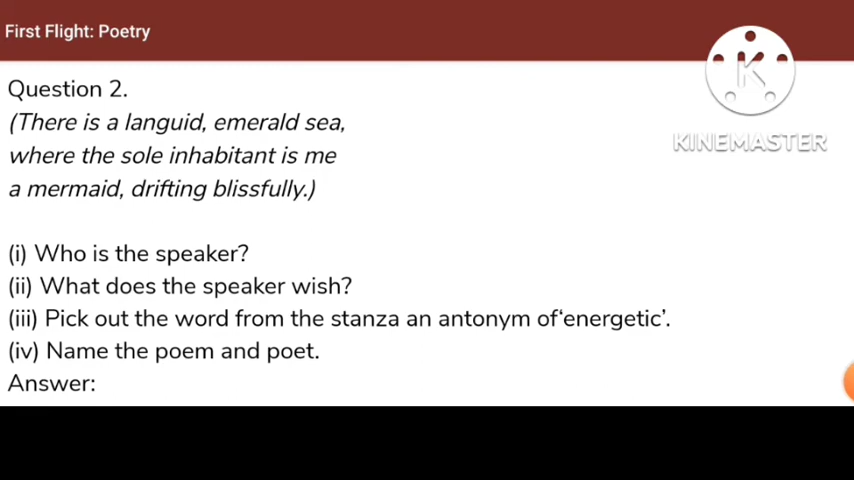 First Flight: Poetry
KINEMASTER
Question 2.
(There is a languid, emerald sea,
where the sole inhabitant is me
a mermaid, drifting blissfully.)
(i) Who is the speaker?
(ii) What does the speaker wish?
(iii) Pick out the word from the stanza an antonym of‘energetic’.
(iv) Name the poem and poet.
Answer: